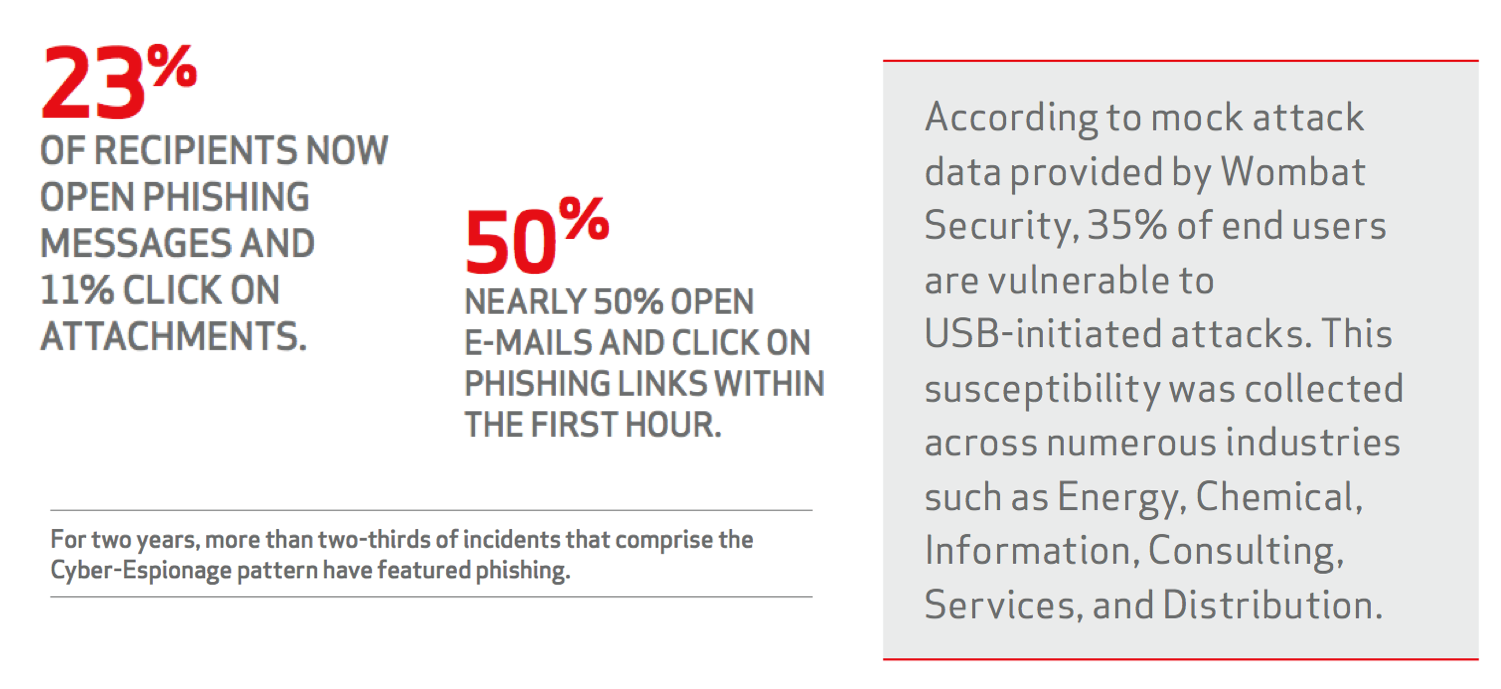 23%
OF RECIPIENTS NOW
OPEN PHISHING
MESSAGES AND
11% CLICK ON
ATTACHMENTS.
50%
NEARLY 50% OPEN
E-MAILS AND CLICK ON
PHISHING LINKS WITHIN
THE FIRST HOUR.
For two years, more than two-thirds of incidents that comprise the
Cyber-Espionage pattern have featured phishing.
According to mock attack
data provided by Wombat
Security, 35% of end users
are vulnerable to
USB-initiated attacks. This
susceptibility was collected
across numerous industries
such as Energy, Chemical,
Information, Consulting,
Services, and Distribution.